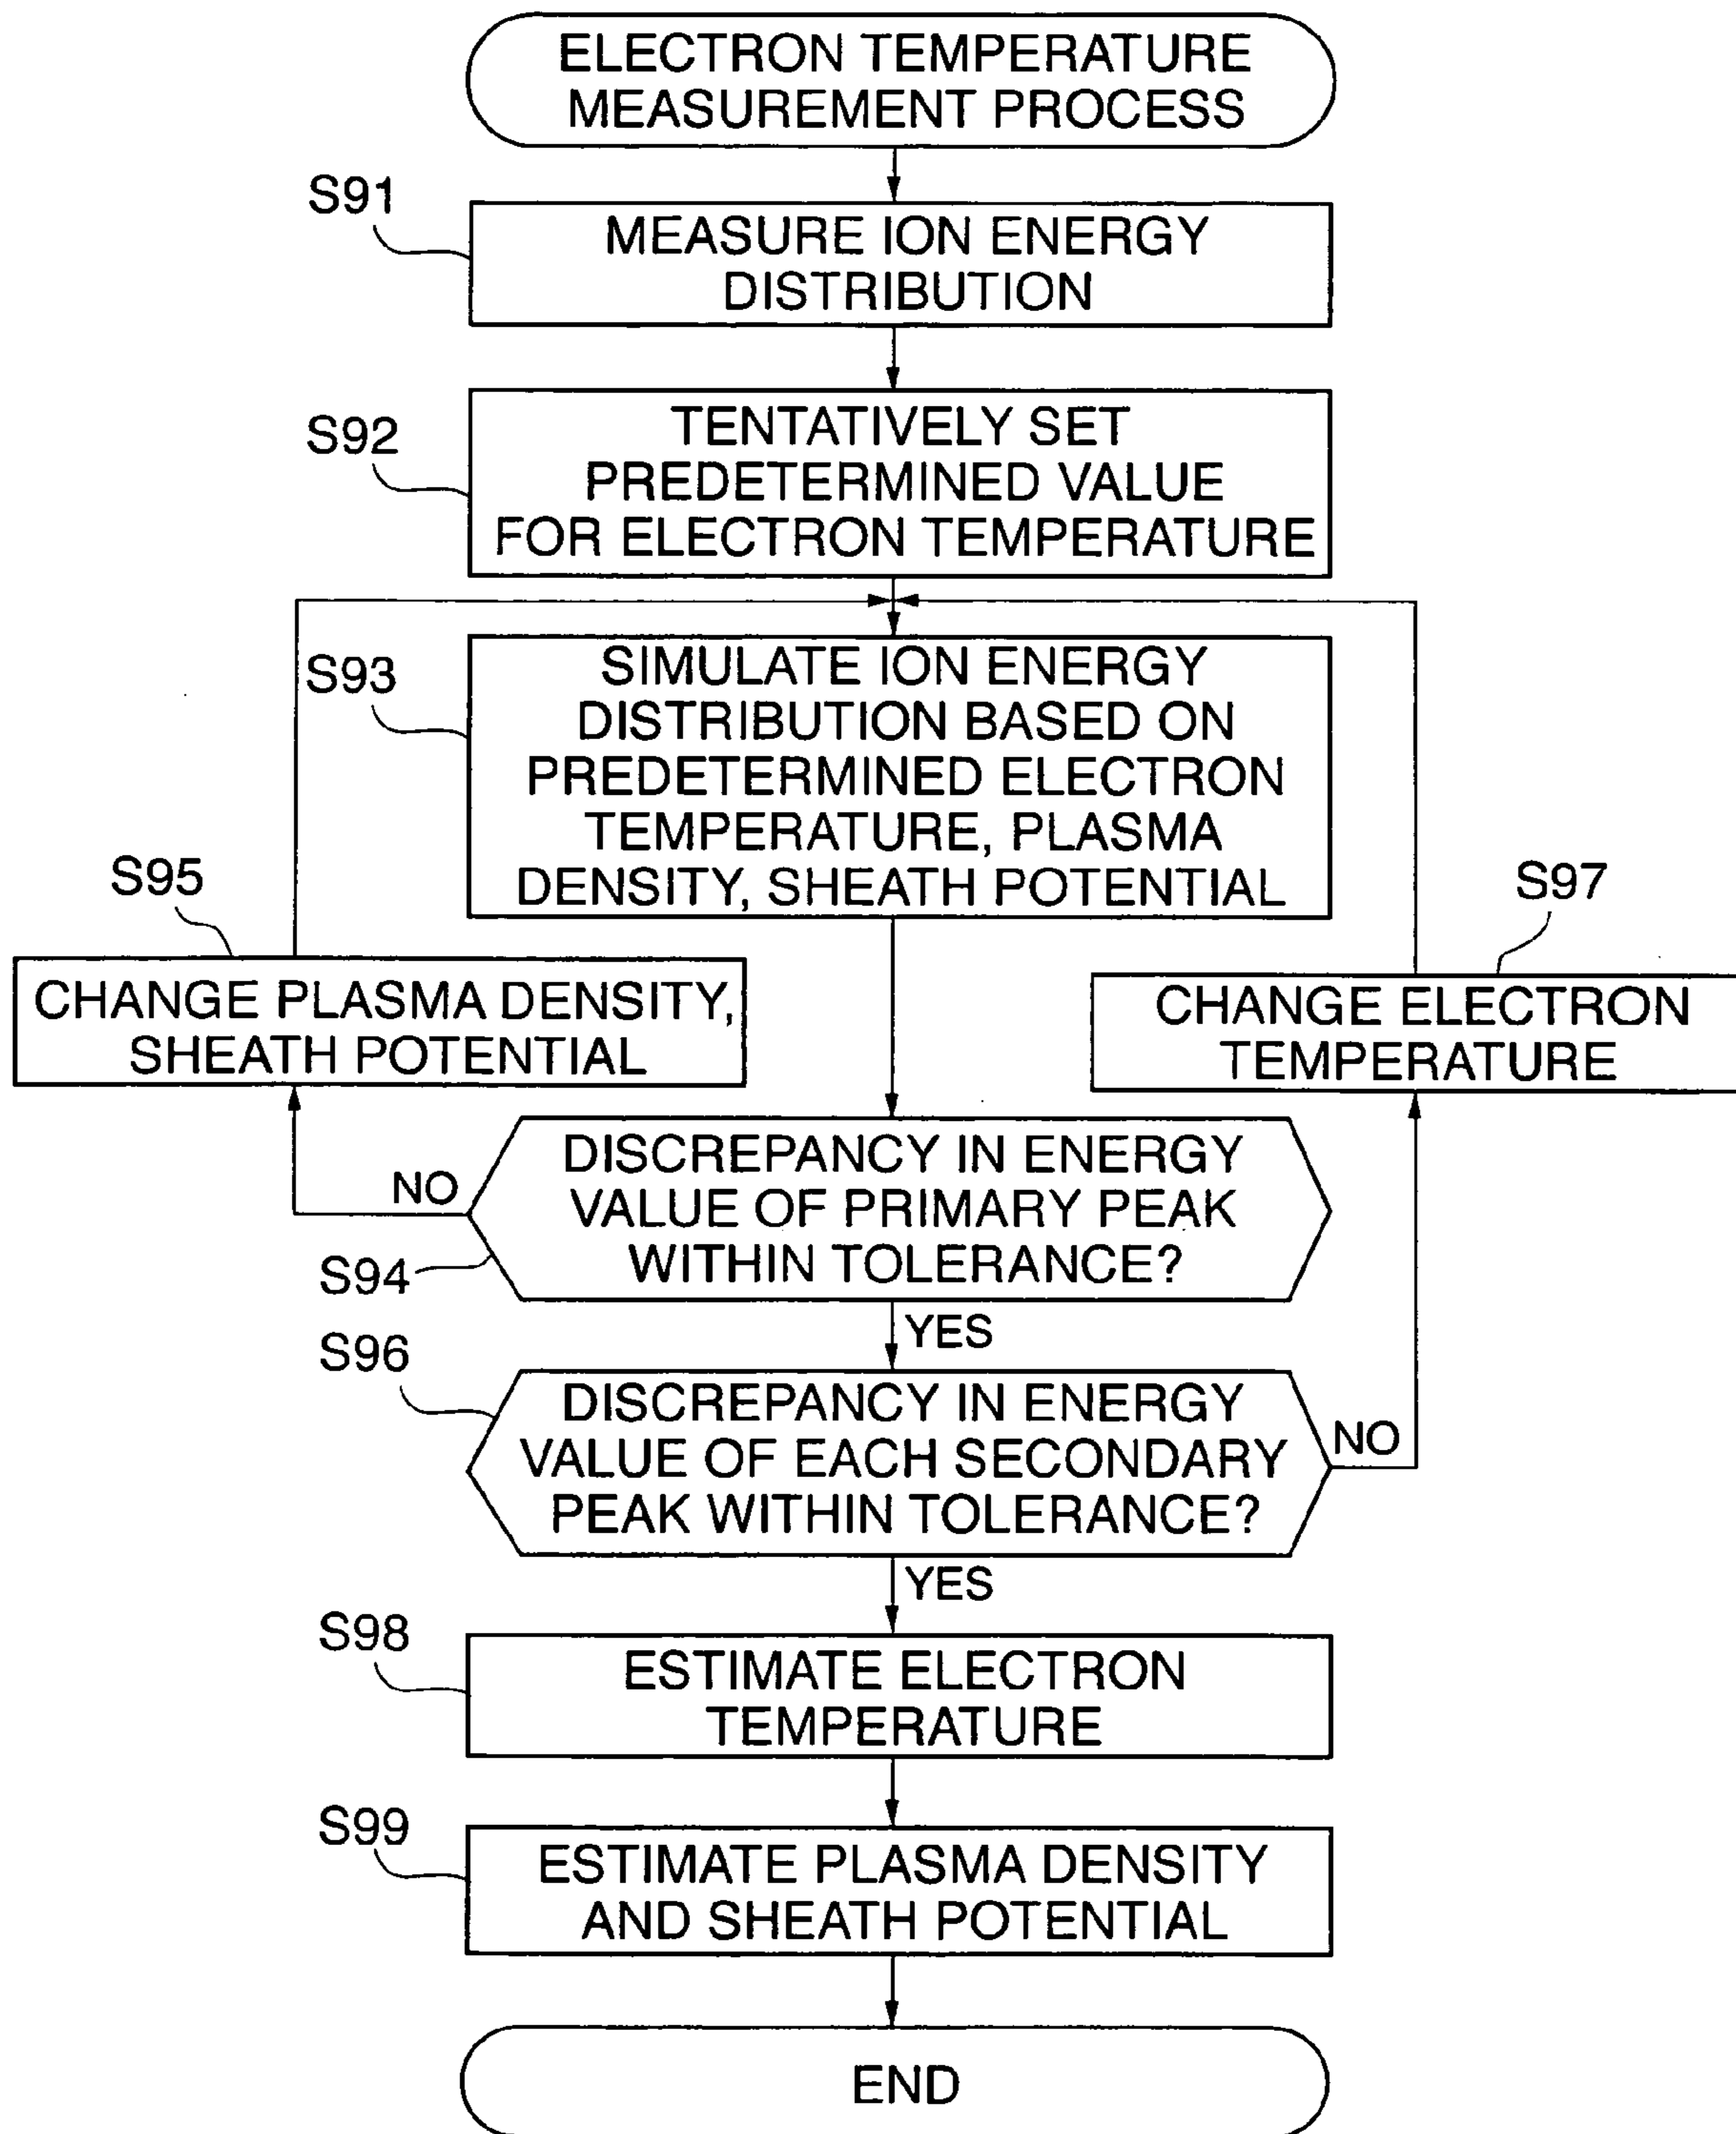 ELECTRON TEMPERATURE
MEASUREMENT PROCESS
S91
MEASURE ION ENERGY
DISTRIBUTION
S92
TENTATIVELY SET
PREDETERMINED VALUE
FOR ELECTRON TEMPERATURE
S93
SIMULATE ION ENERGY
DISTRIBUTION BASED ON
PREDETERMINED ELECTRON
TEMPERATURE, PLASMA
DENSITY, SHEATH POTENTIAL
S95
CHANGE PLASMA DENSITY,
SHEATH POTENTIAL
S97
CHANGE ELECTRON
TEMPERATURE
NO
S94
DISCREPANCY IN ENERGY
VALUE OF PRIMARY PEAK
WITHIN TOLERANCE?
YES
S96
DISCREPANCY IN ENERGY
VALUE OF EACH SECONDARY
PEAK WITHIN TOLERANCE?
NO
YES
S98
ESTIMATE ELECTRON
TEMPERATURE
S99
ESTIMATE PLASMA DENSITY
AND SHEATH POTENTIAL
END